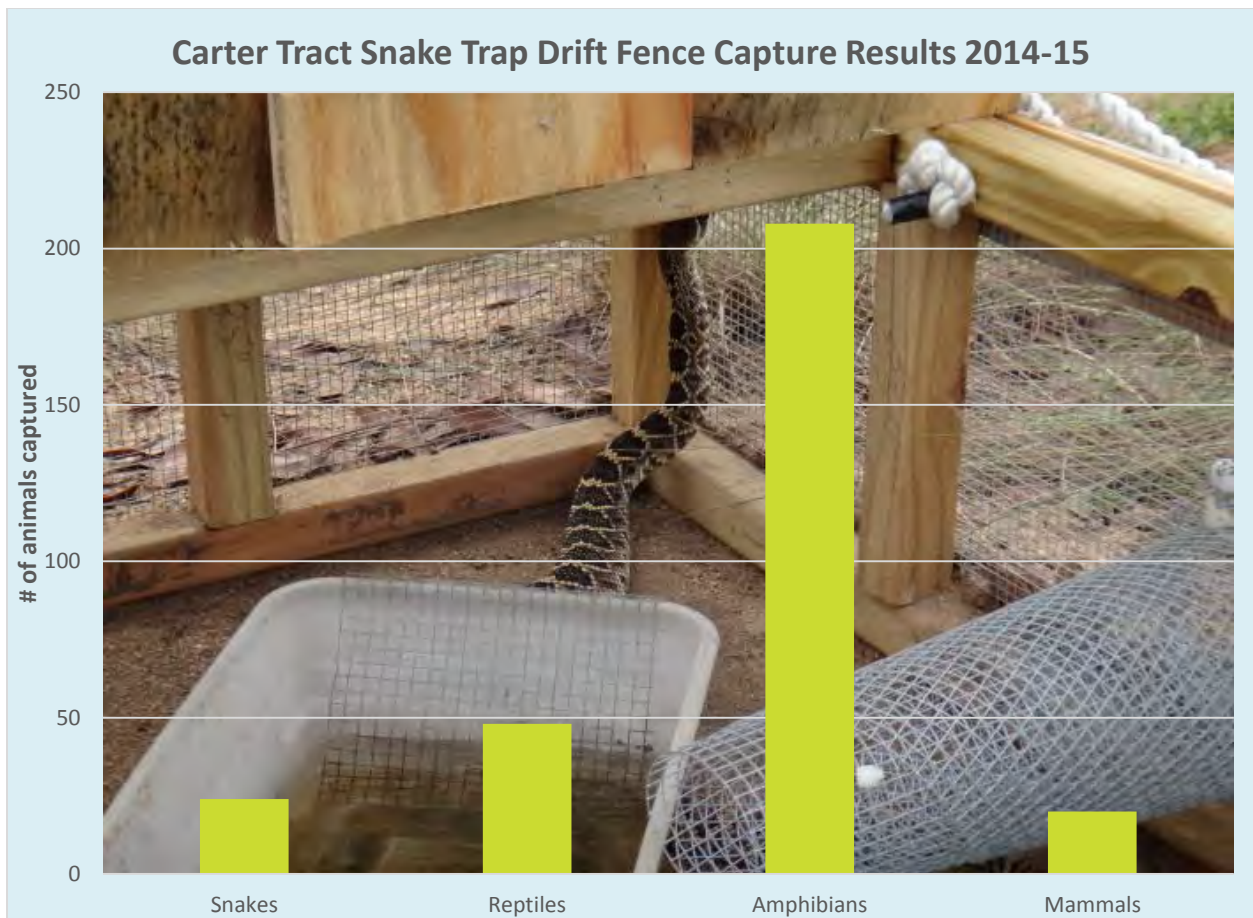 Carter Tract Snake Trap Drift Fence Capture Results 2014-15
250
200
150
100
50
0
# of animals captured
Snakes
Reptiles
Amphibians
Mammals